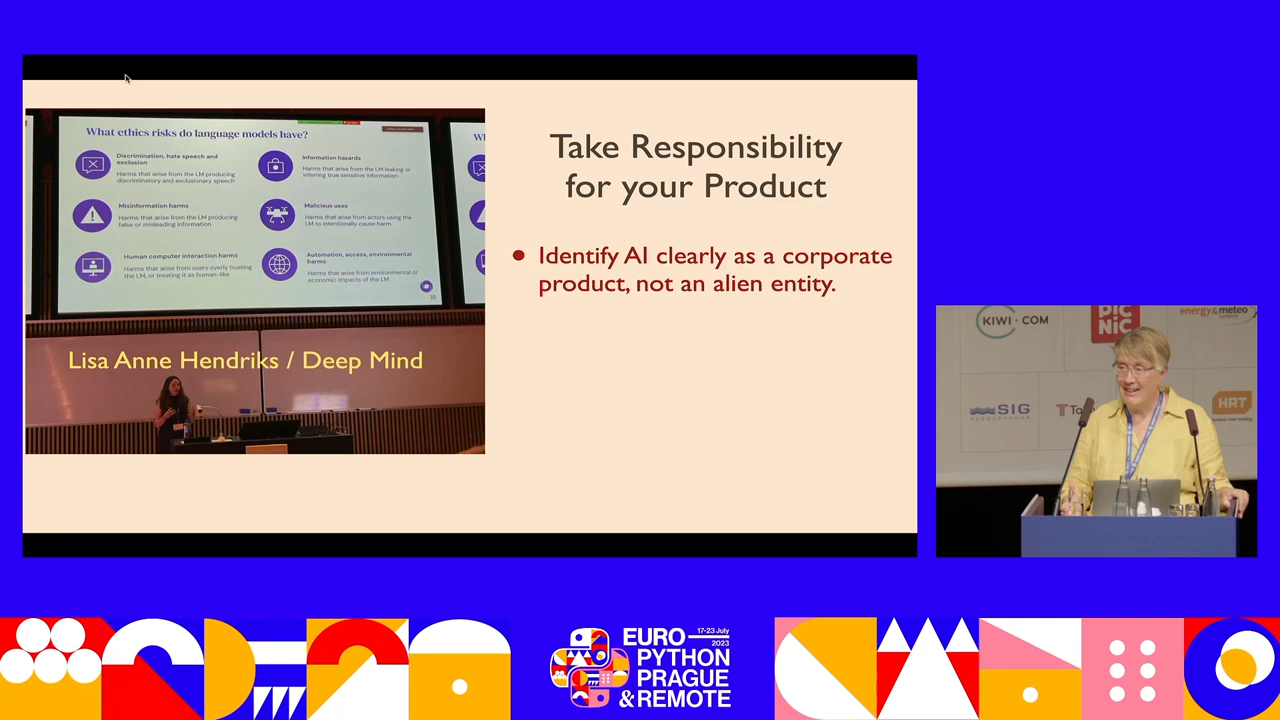 What ethics risks do language models have?
Discrimination, hate speech and
exclusion
Harms that arise from the LM producing
discriminatory and exclusionary speech
Misinformation harms
Harms that arise from the LM producing
false or misleading information
Human computer interaction harms
Harms that arise from users overly trusting
the LM, or treating it as human-like
Information hazards
Harms that arise from the LM leaking or
inferring true sensitive information
Malicious uses
Harms that arise from actors using the
LM to intentionally cause harm
Automation, access, environmental
harms
Harms that arise from environmental or
economic impacts of the LM
18
Lisa Anne Hendriks / Deep Mind
Take Responsibility
for your Product
• Identify AI clearly as a corporate
product, not an alien entity.
KIWI•COM
PIC
NIC
energy&meteo
systems
SIG
HRT
EURO
17-23 July
2023
PYTHON
PRAGUE
&REMOTE